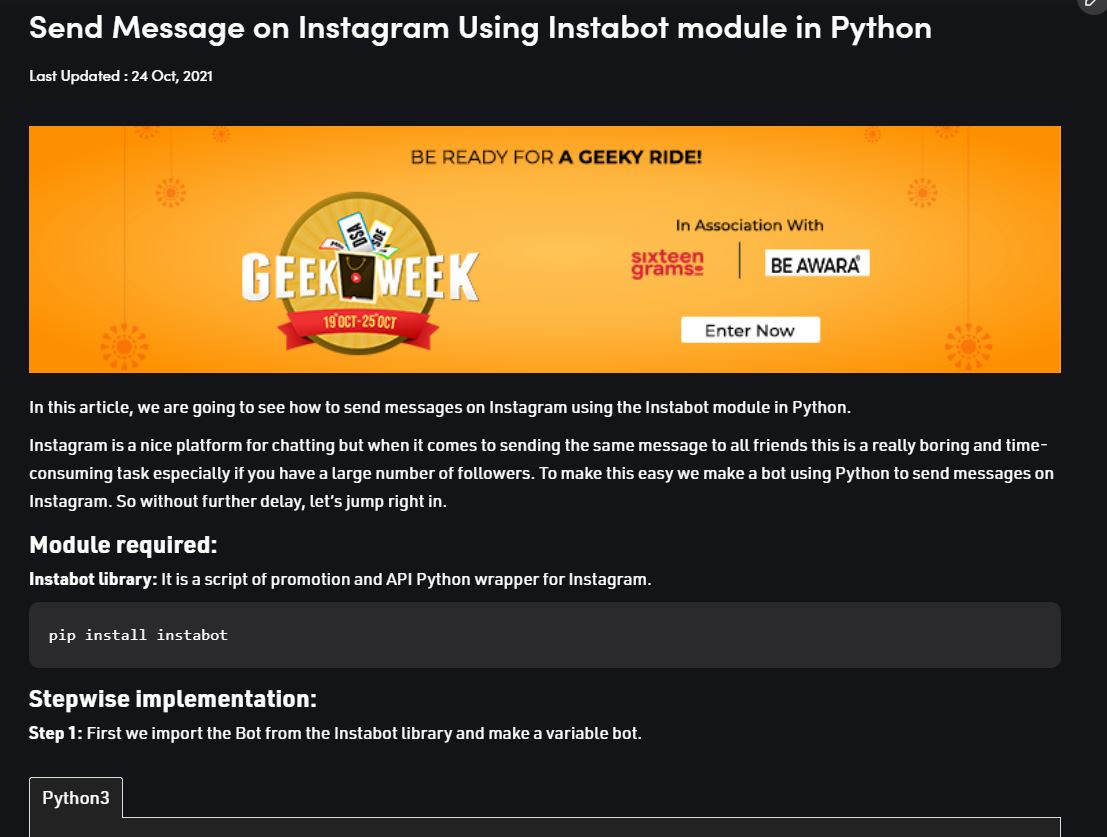 Send Message on Instagram Using Instabot module in Python
Last Updated : 24 Oct, 2021
BE READY FOR A GEEKY RIDE!
DSA
SDE
GEEK WEEK
19 OCT-25 OCT
In Association With
sixteen
grams
BE AWARA
Enter Now
In this article, we are going to see how to send messages on Instagram using the Instabot module in Python.
Instagram is a nice platform for chatting but when it comes to sending the same message to all friends this is a really boring and time-
consuming task especially if you have a large number of followers. To make this easy we make a bot using Python to send messages on
Instagram. So without further delay, let’s jump right in.
Module required:
Instabot library: It is a script of promotion and API Python wrapper for Instagram.
pip install instabot
Stepwise implementation:
Step 1: First we import the Bot from the Instabot library and make a variable bot.
Python3